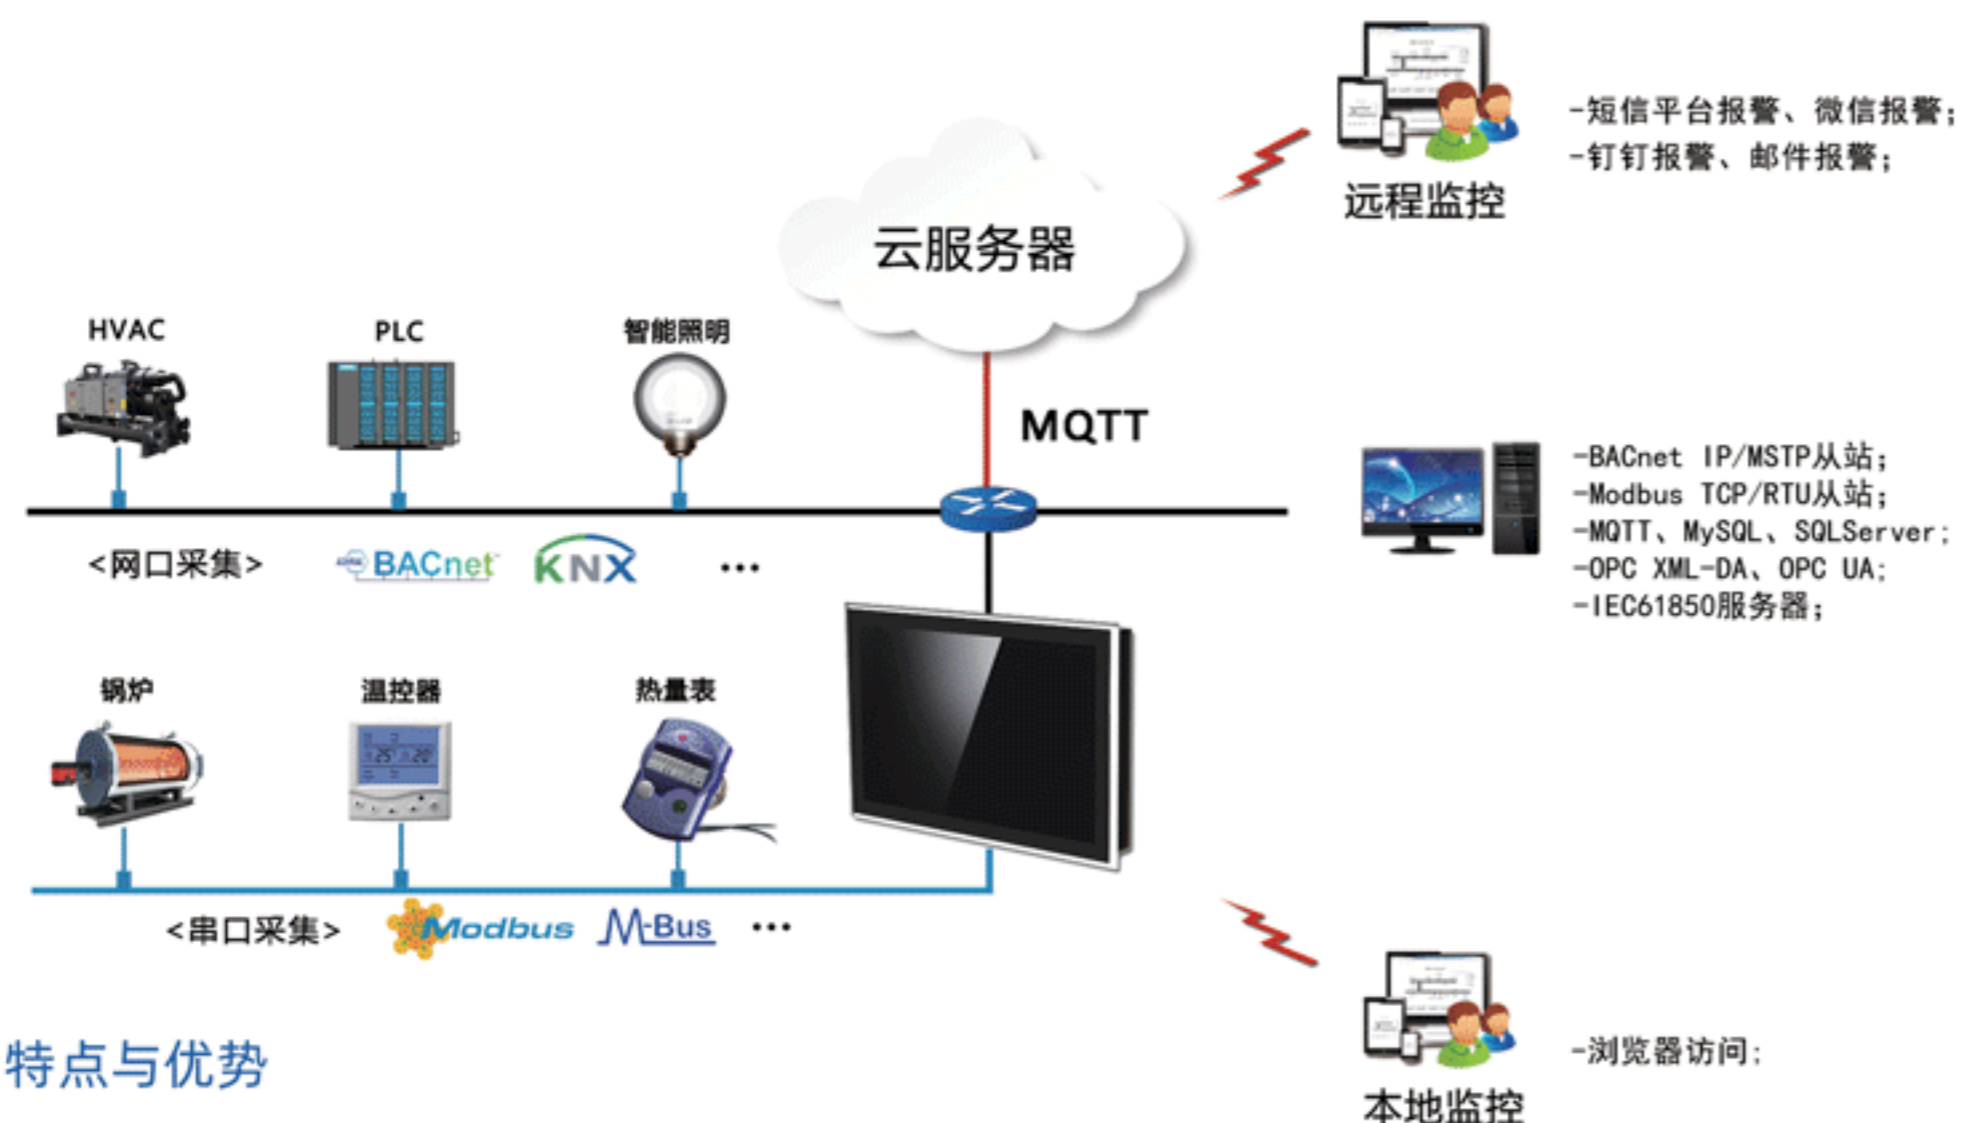 -短信平台报警、微信报警;
-钉钉报警、邮件报警;
远程监控
云服务器
HVAC
PLC
智能照明
MQTT
-BACnet IP/MSTP从站;
-Modbus TCP/RTU从站;
-MQTT、MySQL、SQLServer;
-OPC XML-DA、OPC UA;
-IEC61850服务器;
<网口采集>
BACnet
KNX
...
锅炉
温控器
热量表
25°
20°
<串口采集>
Modbus
M-Bus
...
特点与优势
-浏览器访问;
本地监控